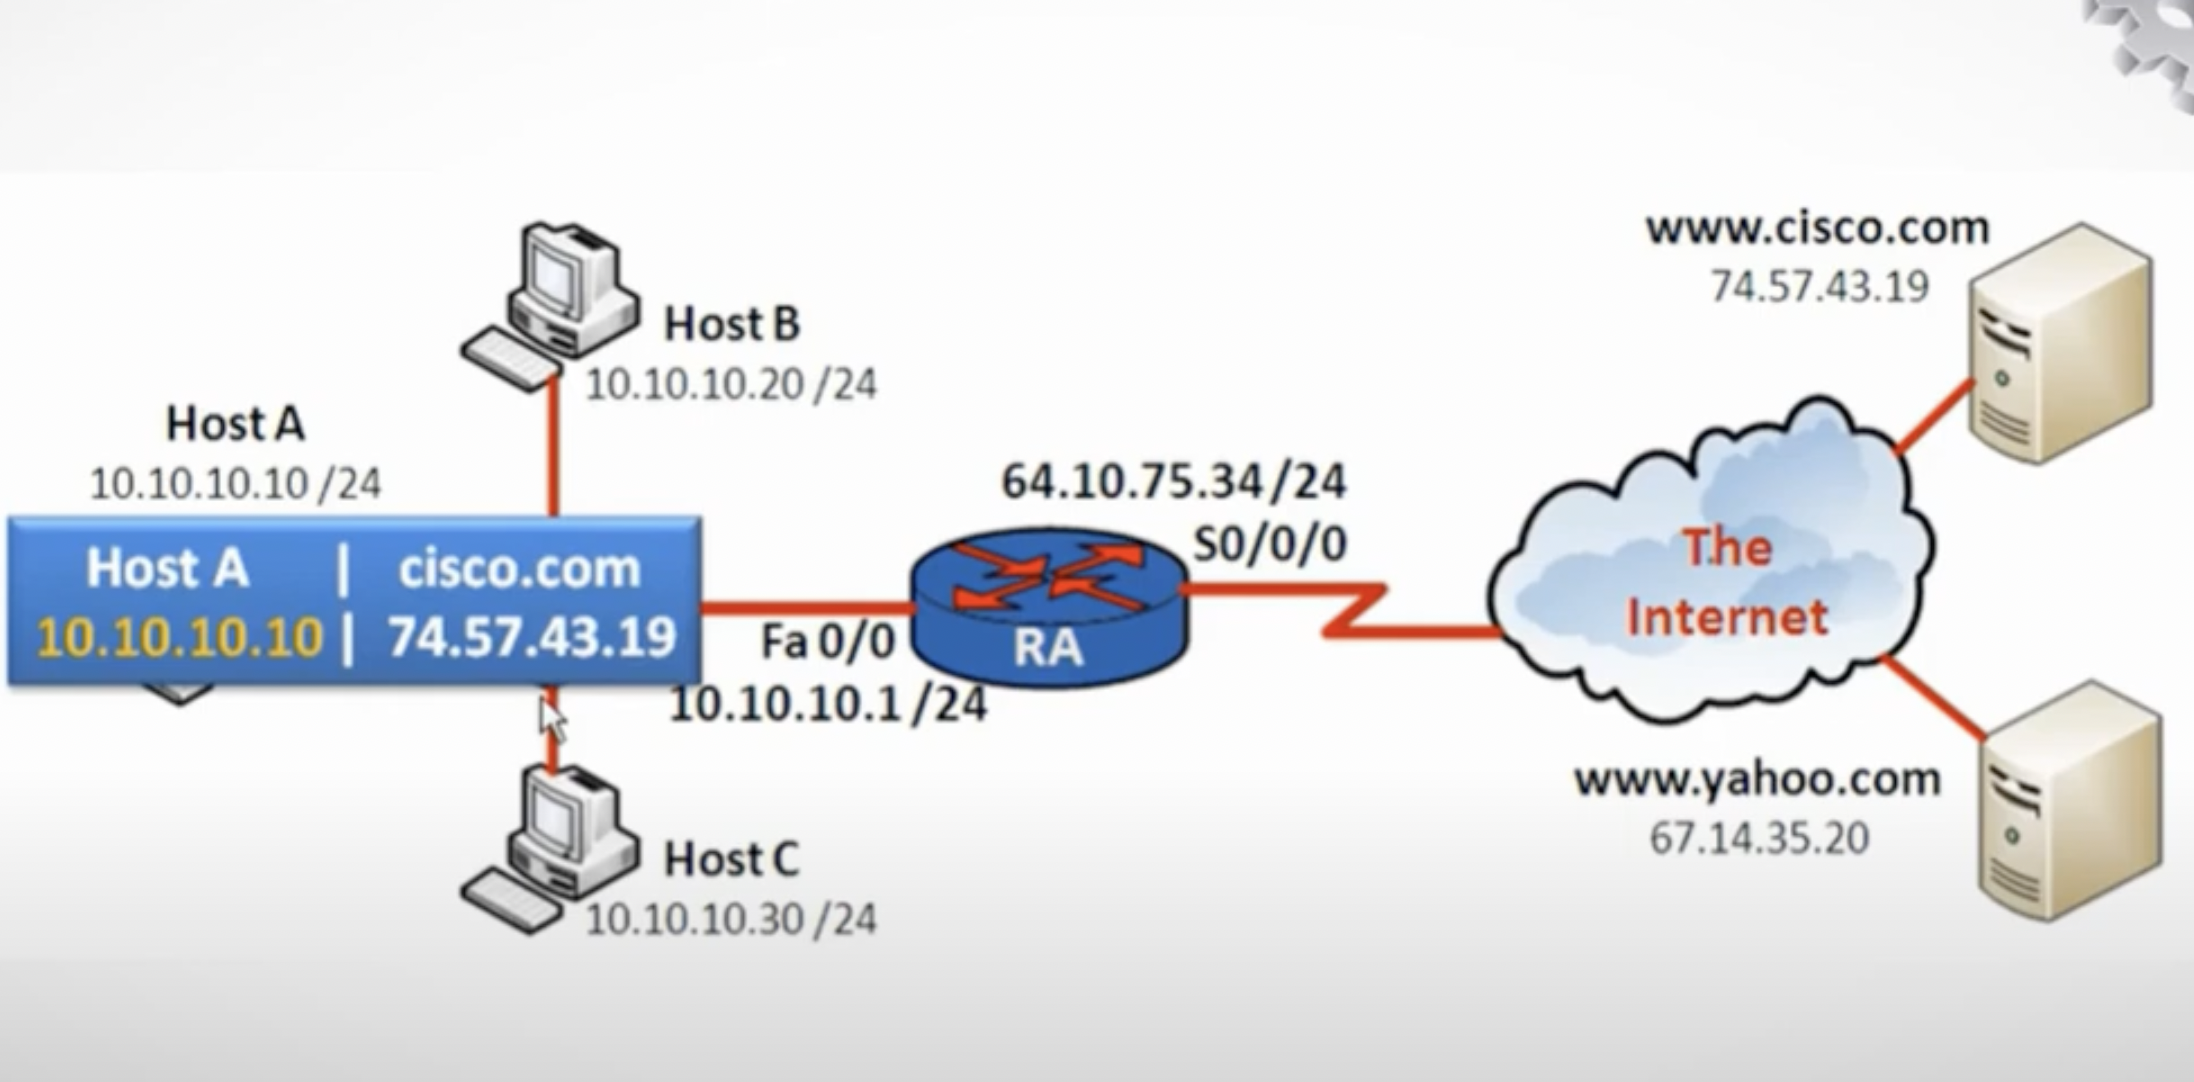 www.cisco.com
74.57.43.19
Host B
10.10.10.20 /24
Host A
10.10.10.10 /24
64.10.75.34 /24
S0/0/0
Host A | cisco.com
10.10.10.10 | 74.57.43.19
Fa 0/0
10.10.10.1 /24
RA
The
Internet
www.yahoo.com
67.14.35.20
Host C
10.10.10.30 /24